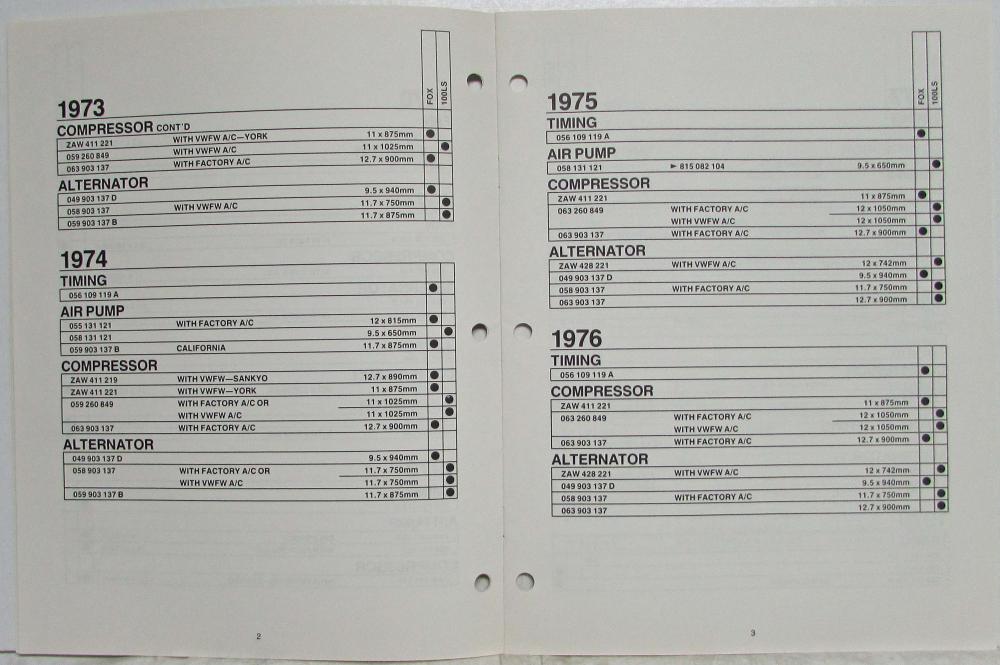 FOX
100LS
1973
COMPRESSOR CONT'D
ZAW 411 221 WITH VWFW A/C—YORK 11 x 875mm ●
059 260 849 WITH VWFW A/C 11 x 1025mm ●
063 903 137 WITH FACTORY A/C 12.7 x 900mm ●
ALTERNATOR
049 903 137 D 9.5 x 940mm ●
058 903 137 WITH VWFW A/C 11.7 x 750mm ●
059 903 137 B 11.7 x 875mm ●
1974
TIMING
056 109 119 A ●
AIR PUMP
055 131 121 WITH FACTORY A/C 12 x 815mm ●
058 131 121 9.5 x 650mm ●
059 903 137 B CALIFORNIA 11.7 x 875mm ●
COMPRESSOR
ZAW 411 219 WITH VWFW—SANKYO 12.7 x 890mm ●
ZAW 411 221 WITH VWFW—YORK 11 x 875mm ●
059 260 849 WITH FACTORY A/C OR 11 x 1025mm ●
WITH VWFW A/C 11 x 1025mm ●
063 903 137 WITH FACTORY A/C 12.7 x 900mm ●
ALTERNATOR
049 903 137 D 9.5 x 940mm ●
058 903 137 WITH FACTORY A/C OR 11.7 x 750mm ●
WITH VWFW A/C 11.7 x 750mm ●
059 903 137 B 11.7 x 875mm ●
2
FOX
100LS
1975
TIMING
056 109 119 A ●
AIR PUMP
058 131 121 ► 815 082 104 9.5 x 650mm ●
COMPRESSOR
ZAW 411 221 11 x 875mm ●
063 260 849 WITH FACTORY A/C 12 x 1050mm ●
WITH VWFW A/C 12 x 1050mm ●
063 903 137 WITH FACTORY A/C 12.7 x 900mm ●
ALTERNATOR
ZAW 428 221 WITH VWFW A/C 12 x 742mm ●
049 903 137 D 9.5 x 940mm ●
058 903 137 WITH FACTORY A/C 11.7 x 750mm ●
063 903 137 12.7 x 900mm ●
1976
TIMING
056 109 119 A ●
COMPRESSOR
ZAW 411 221 11 x 875mm ●
063 260 849 WITH FACTORY A/C 12 x 1050mm ●
WITH VWFW A/C 12 x 1050mm ●
063 903 137 WITH FACTORY A/C 12.7 x 900mm ●
ALTERNATOR
ZAW 428 221 WITH VWFW A/C 12 x 742mm ●
049 903 137 D 9.5 x 940mm ●
058 903 137 WITH FACTORY A/C 11.7 x 750mm ●
063 903 137 12.7 x 900mm ●
3